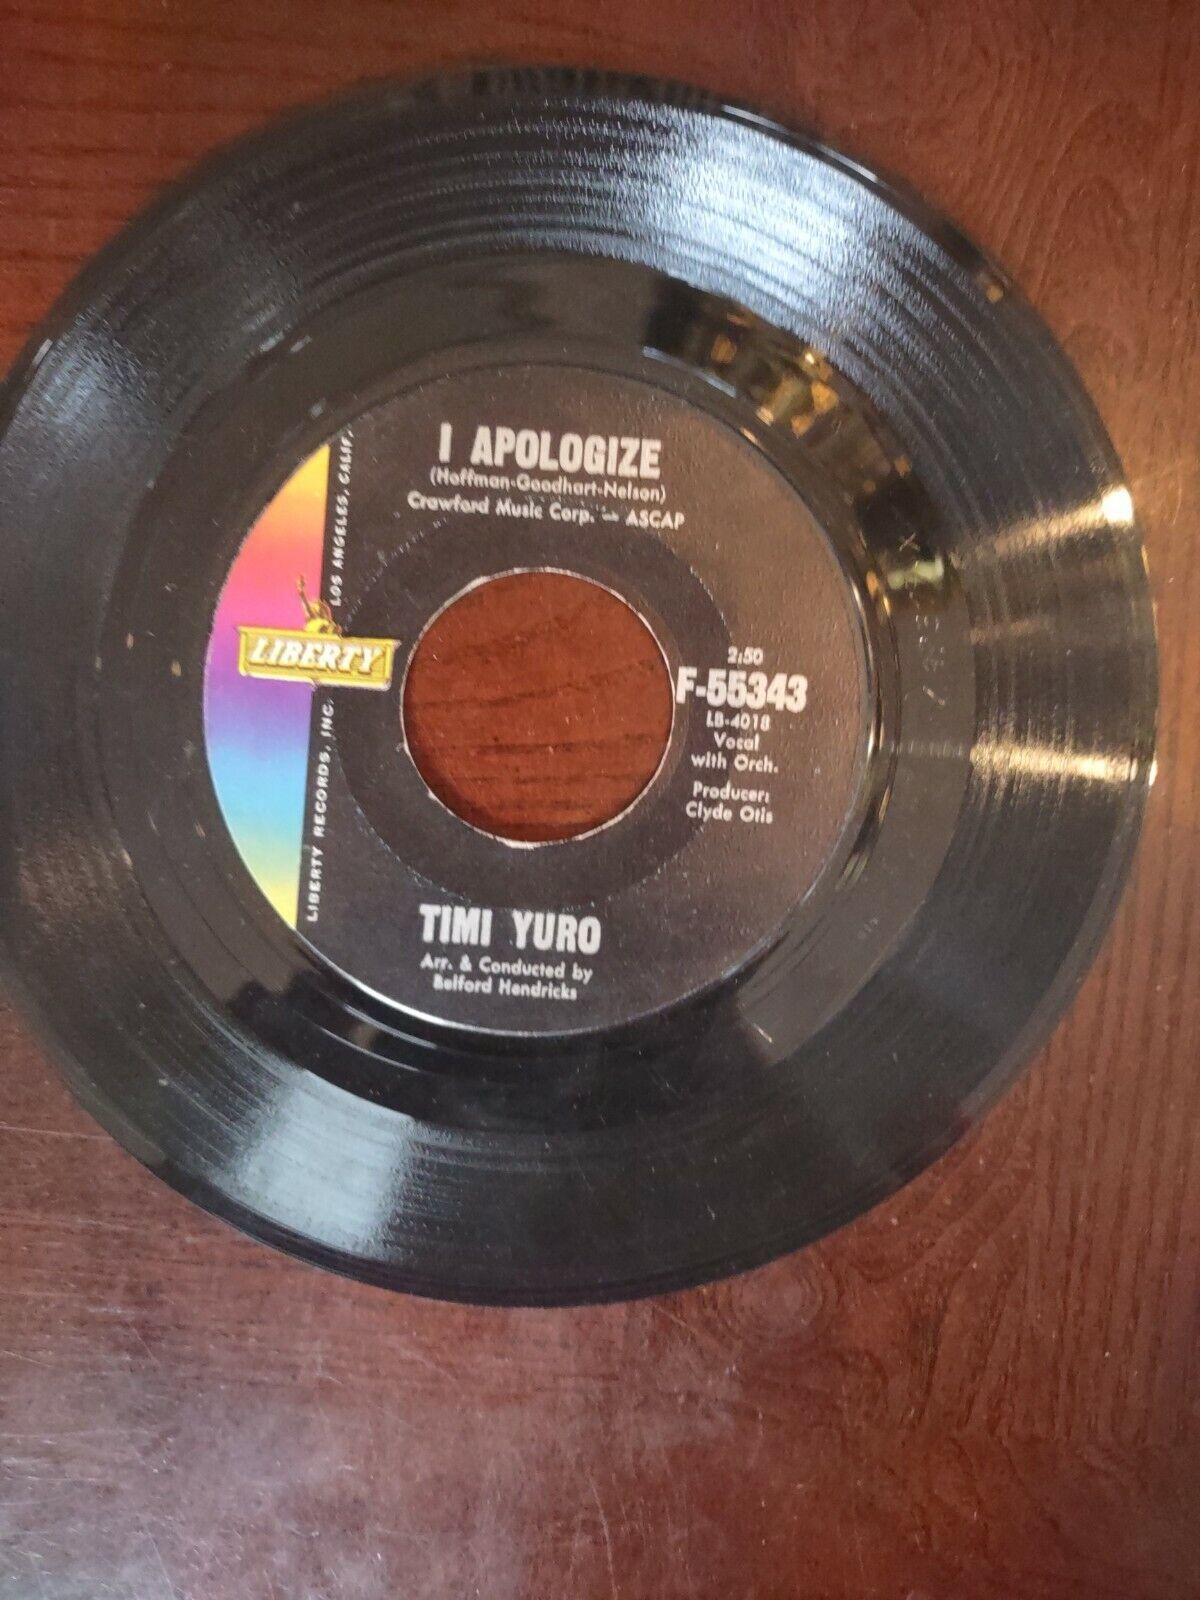 I APOLOGIZE
(Hoffman-Goodhart-Nelson)
Crawford Music Corp. — ASCAP
LIBERTY
LIBERTY RECORDS, INC. LOS ANGELES, CALIF.
2:50
F-55343
LB-4018
Vocal
with Orch.
Producer:
Clyde Otis
TIMI YURO
Arr. & Conducted by
Belford Hendricks